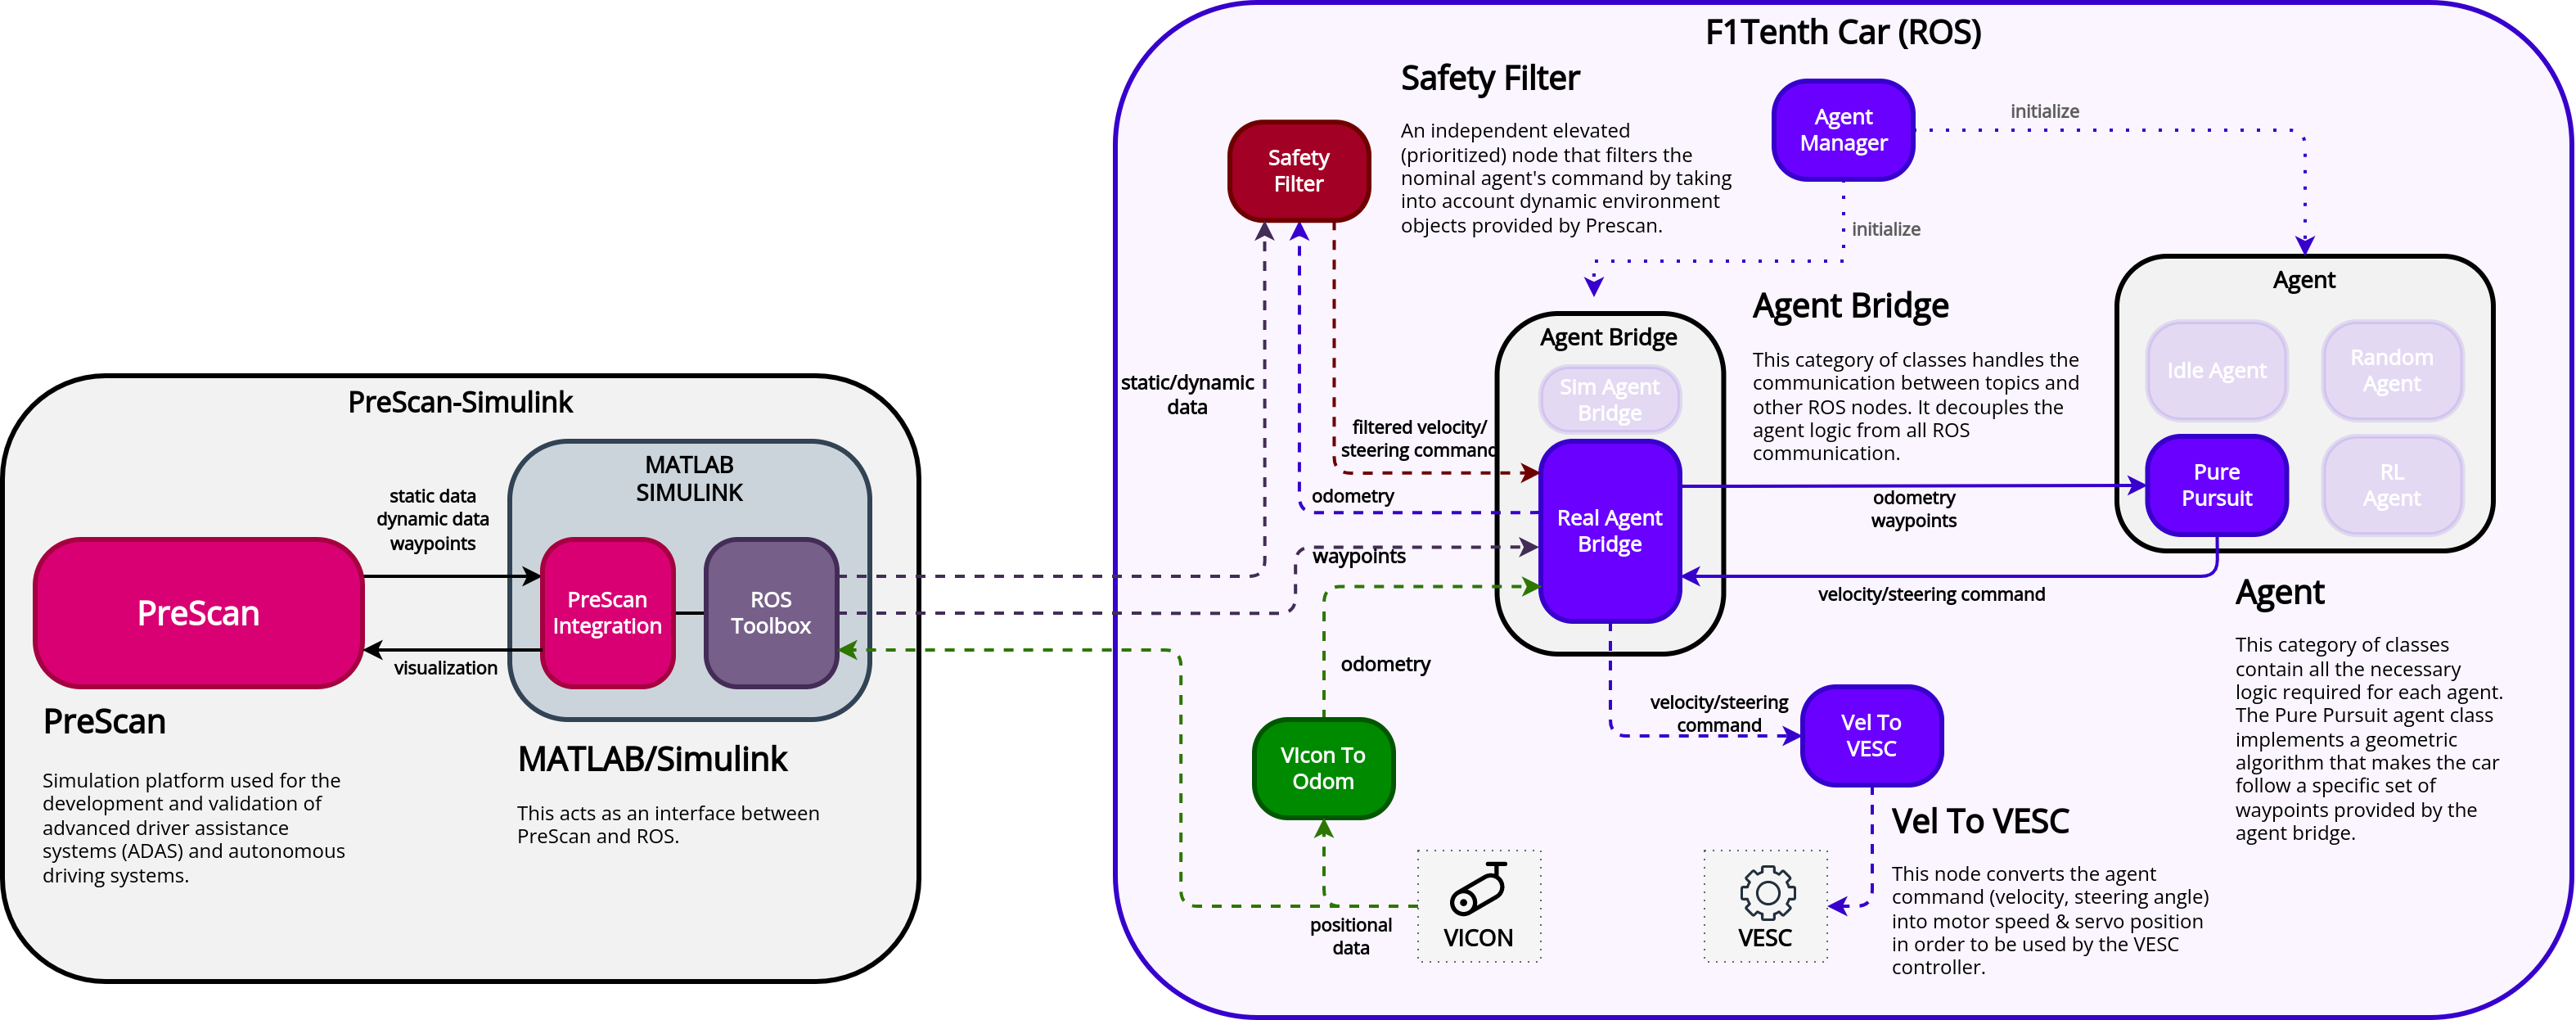 F1Tenth Car (ROS)
Safety Filter
An independent elevated
(prioritized) node that filters the
nominal agent's command by taking
into account dynamic environment
objects provided by Prescan.
Safety
Filter
Agent
Manager
initialize
initialize
Agent Bridge
This category of classes handles the
communication between topics and
other ROS nodes. It decouples the
agent logic from all ROS
communication.
Agent Bridge
Sim Agent
Bridge
Real Agent
Bridge
Agent
Idle Agent
Random
Agent
Pure
Pursuit
RL
Agent
static/dynamic
data
filtered velocity/
steering command
odometry
waypoints
odometry
waypoints
velocity/steering command
odometry
velocity/steering
command
VIcon To
Odom
Vel To
VESC
positional
data
VICON
VESC
Vel To VESC
This node converts the agent
command (velocity, steering angle)
into motor speed & servo position
in order to be used by the VESC
controller.
Agent
This category of classes
contain all the necessary
logic required for each agent.
The Pure Pursuit agent class
implements a geometric
algorithm that makes the car
follow a specific set of
waypoints provided by the
agent bridge.
PreScan-Simulink
MATLAB
SIMULINK
static data
dynamic data
waypoints
PreScan
PreScan
Integration
ROS
Toolbox
visualization
PreScan
Simulation platform used for the
development and validation of
advanced driver assistance
systems (ADAS) and autonomous
driving systems.
MATLAB/Simulink
This acts as an interface between
PreScan and ROS.